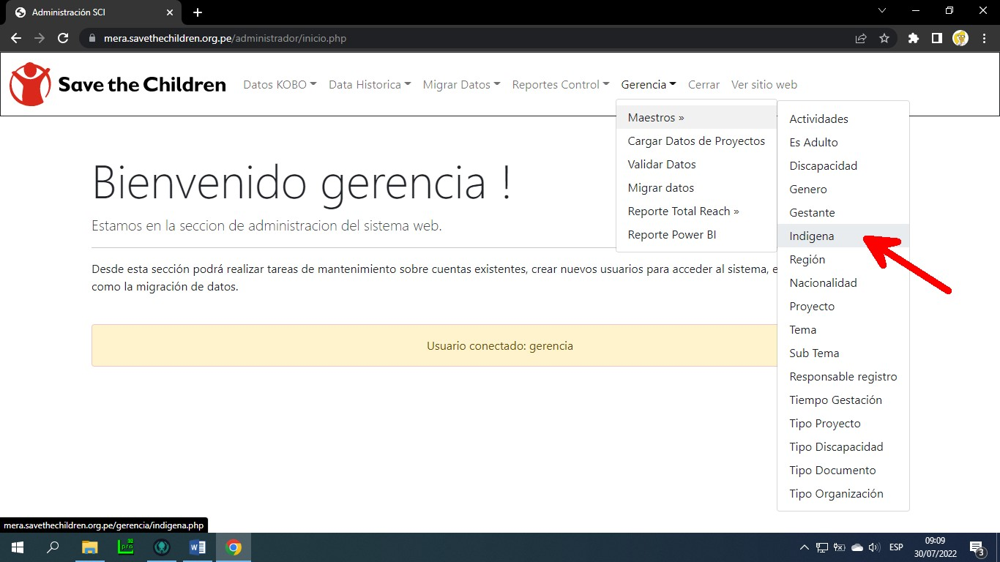 Administración SCI
mera.savethechildren.org.pe/administrador/inicio.php
Save the Children
Datos KOBO
Data Historica
Migrar Datos
Reportes Control
Gerencia
Cerrar
Ver sitio web
Maestros »
Cargar Datos de Proyectos
Validar Datos
Migrar datos
Reporte Total Reach »
Reporte Power BI
Actividades
Es Adulto
Discapacidad
Genero
Gestante
Indigena
Región
Nacionalidad
Proyecto
Tema
Sub Tema
Responsable registro
Tiempo Gestación
Tipo Proyecto
Tipo Discapacidad
Tipo Documento
Tipo Organización
Bienvenido gerencia !
Estamos en la seccion de administracion del sistema web.
Desde esta sección podrá realizar tareas de mantenimiento sobre cuentas existentes, crear nuevos usuarios para acceder al sistema, e
como la migración de datos.
Usuario conectado: gerencia
mera.savethechildren.org.pe/gerencia/indigena.php
ESP
09:09
30/07/2022
3